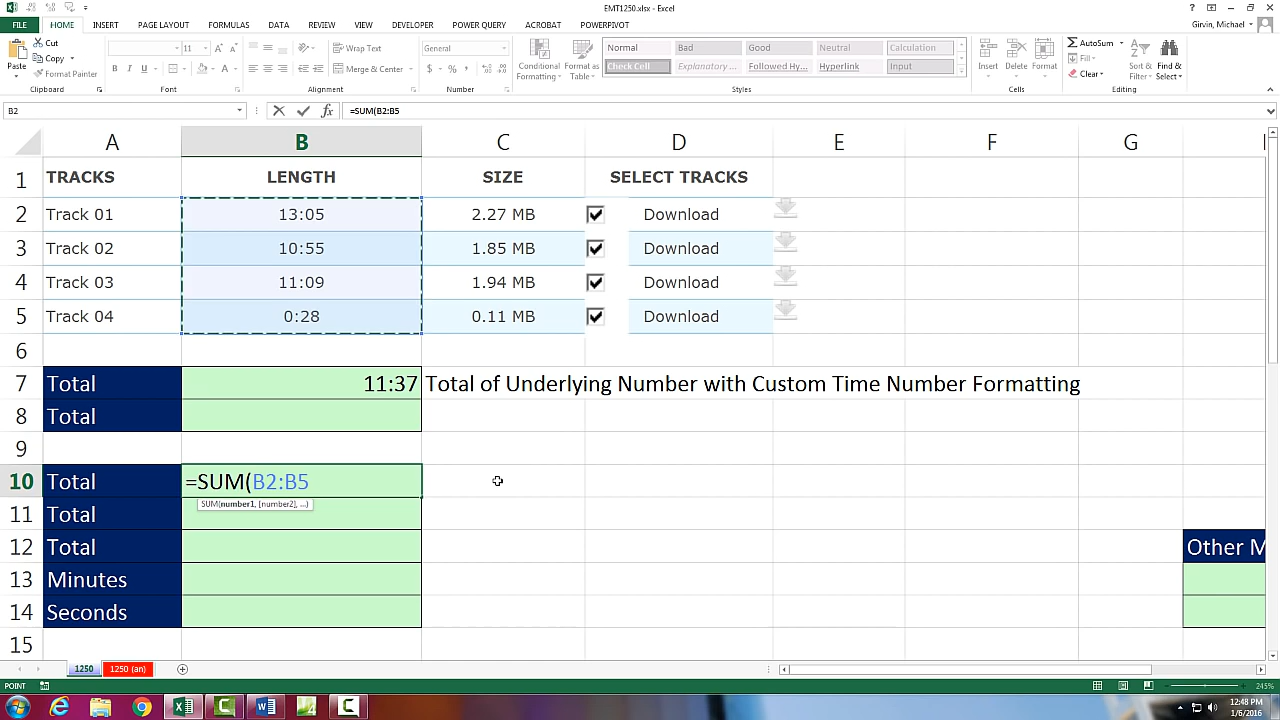 EMT1250.xlsx - Excel
FILE HOME INSERT PAGE LAYOUT FORMULAS DATA REVIEW VIEW DEVELOPER POWER QUERY ACROBAT POWERPIVOT Girvin, Michael
Paste Cut Copy Format Painter
11 A A
B I U A
Wrap Text
Merge & Center
General
$ % ,
Conditional Formatting Format as Table
Normal Bad Good Neutral Calculation
Check Cell Explanatory ... Followed Hy... Hyperlink Input
Insert Delete Format
AutoSum Fill Clear
Sort & Filter Find & Select
Clipboard Font Alignment Number Styles Cells Editing
B2 fx =SUM(B2:B5
A B C D E F G
1 TRACKS LENGTH SIZE SELECT TRACKS
2 Track 01 13:05 2.27 MB Download
3 Track 02 10:55 1.85 MB Download
4 Track 03 11:09 1.94 MB Download
5 Track 04 0:28 0.11 MB Download
6
7 Total 11:37 Total of Underlying Number with Custom Time Number Formatting
8 Total
9
10 Total =SUM(B2:B5
SUM(number1, [number2], ...)
11 Total
12 Total Other M
13 Minutes
14 Seconds
15
1250 1250 (an)
POINT 245%
12:48 PM
1/6/2016